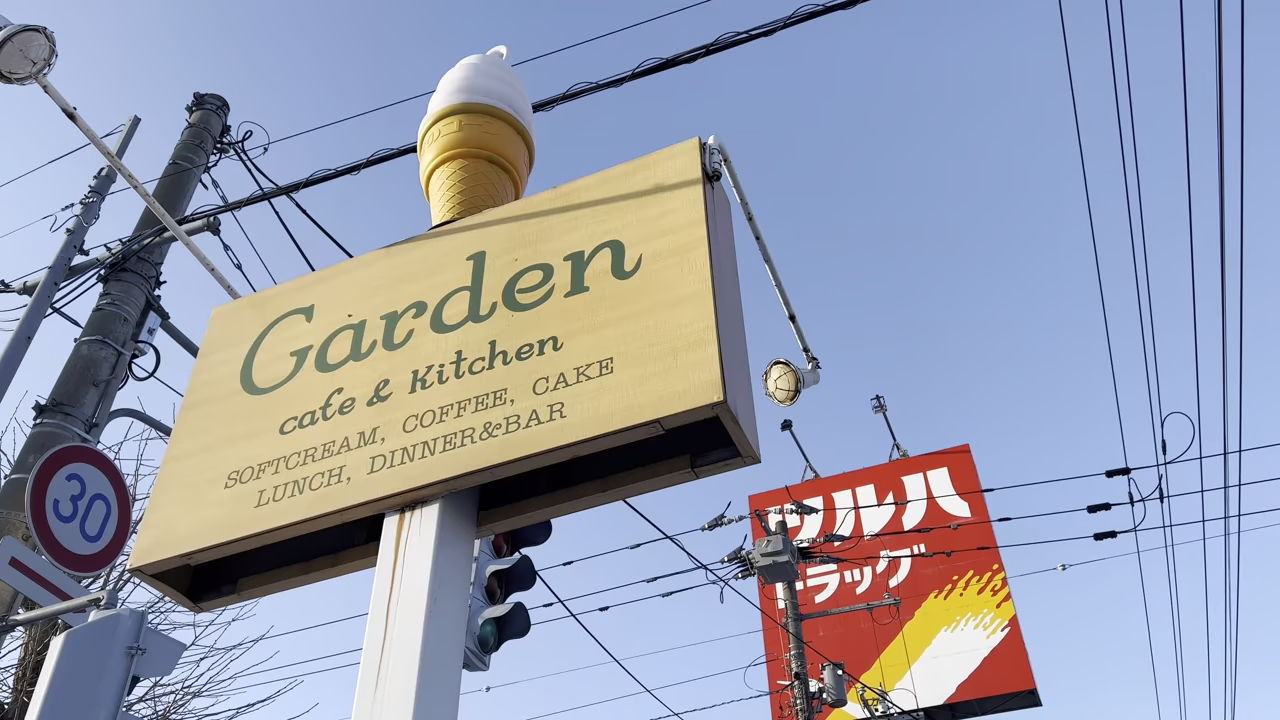 Garden
cafe & Kitchen
SOFTCREAM, COFFEE, CAKE
LUNCH, DINNER&BAR
30
ツルハ
ドラッグ